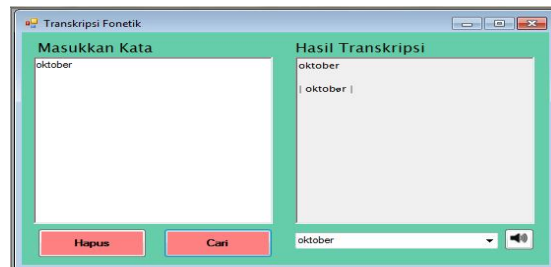 Transkripsi Fonetik
Masukkan Kata
Hasil Transkripsi
oktober
oktober
| oktobər |
Hapus
Cari
oktober